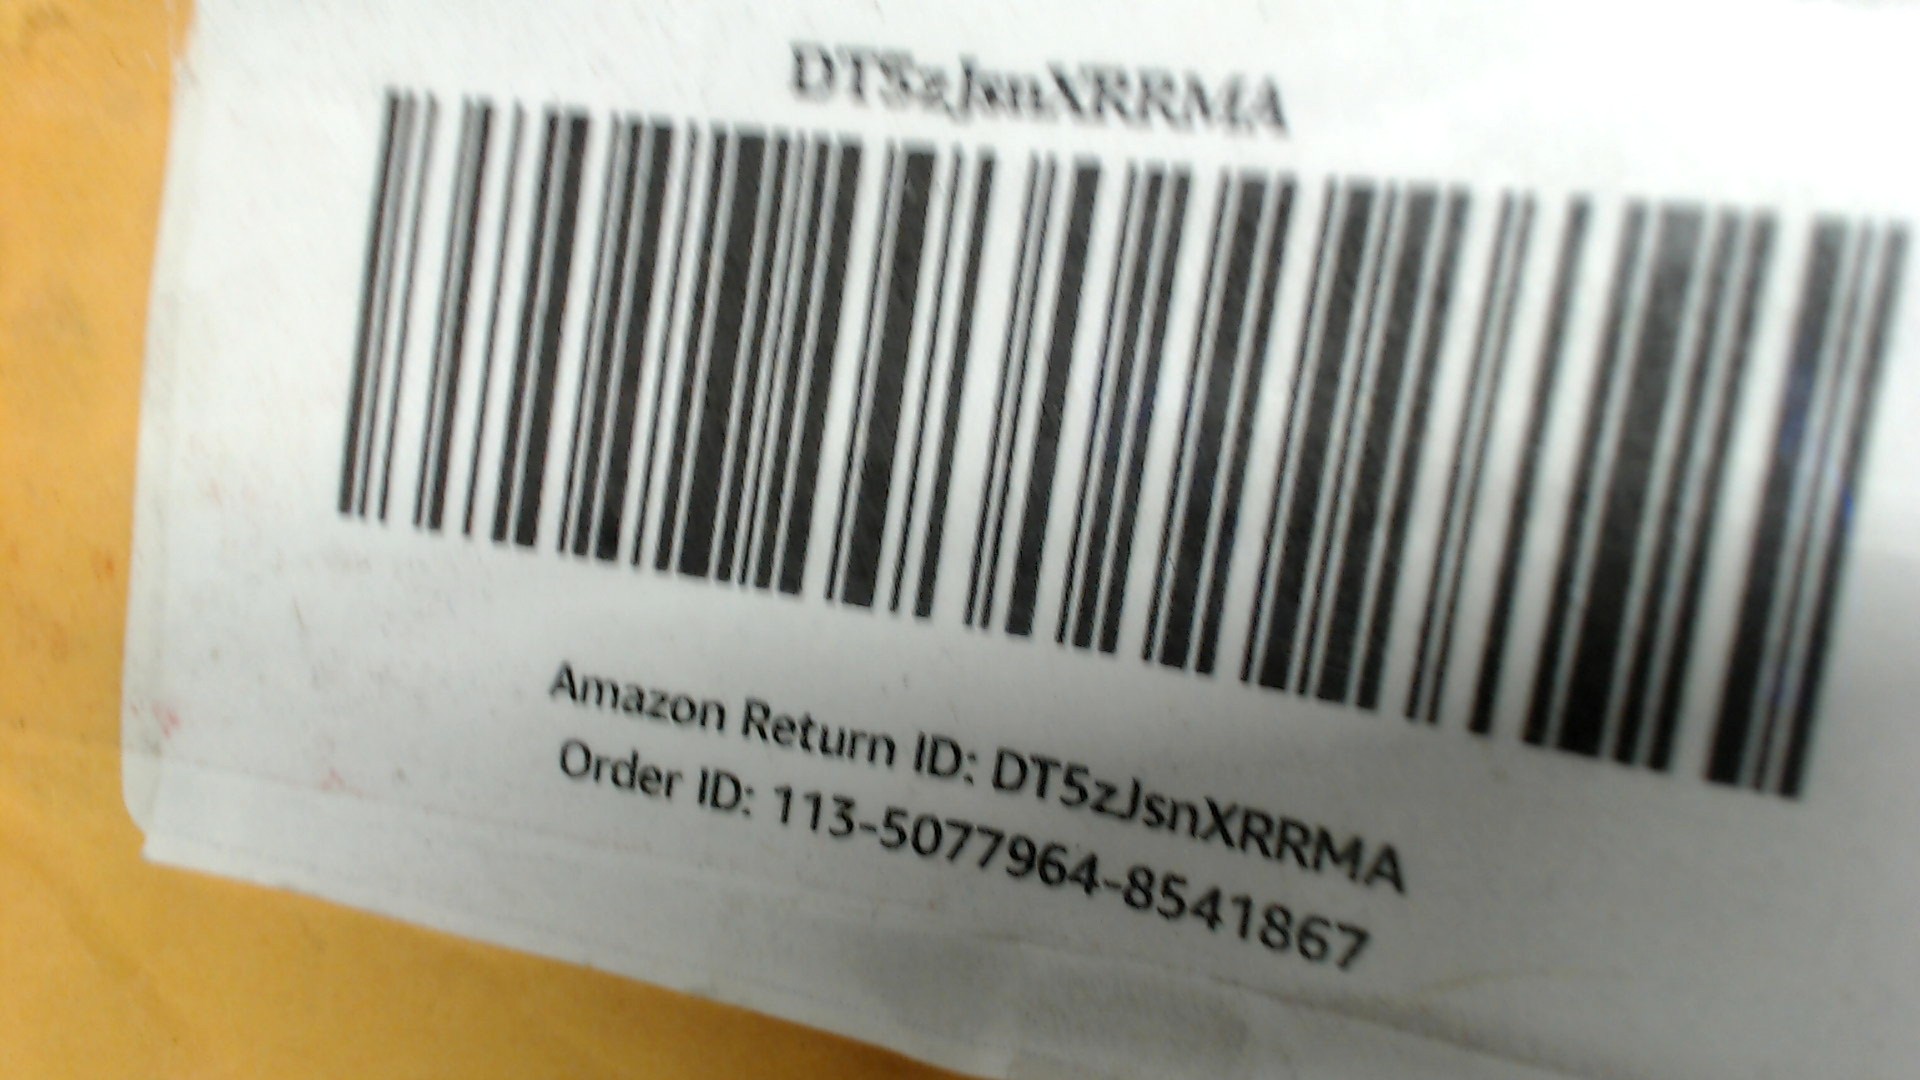 DT5zJsnXRRMA
Amazon Return ID: DT5zJsnXRRMA
Order ID: 113-5077964-8541867